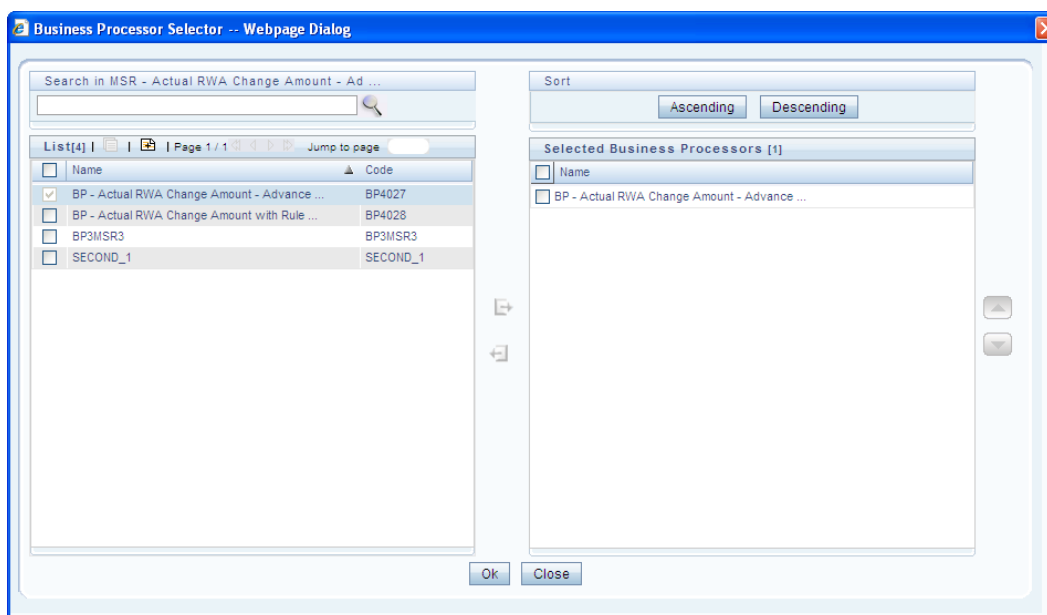 Business Processor Selector -- Webpage Dialog
Search in MSR - Actual RWA Change Amount - Ad ...
List[4] | | | Page 1 / 1 Jump to page
Name Code
BP - Actual RWA Change Amount - Advance ... BP4027
BP - Actual RWA Change Amount with Rule ... BP4028
BP3MSR3 BP3MSR3
SECOND_1 SECOND_1
Sort
Ascending Descending
Selected Business Processors [1]
Name
BP - Actual RWA Change Amount - Advance ...
Ok Close